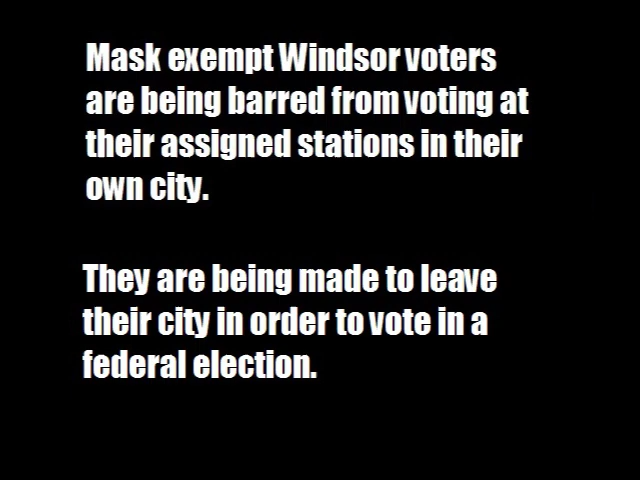 Mask exempt Windsor voters
are being barred from voting at
their assigned stations in their
own city.
They are being made to leave
their city in order to vote in a
federal election.